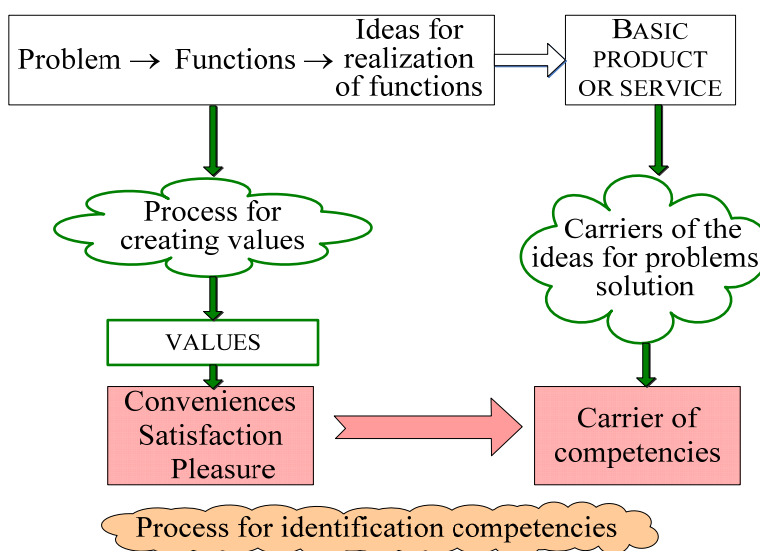 Problem → Functions → Ideas for
realization
of functions
BASIC
PRODUCT
OR SERVICE
Process for
creating values
Carriers of the
ideas for problems
solution
VALUES
Conveniences
Satisfaction
Pleasure
Carrier of
competencies
Process for identification competencies